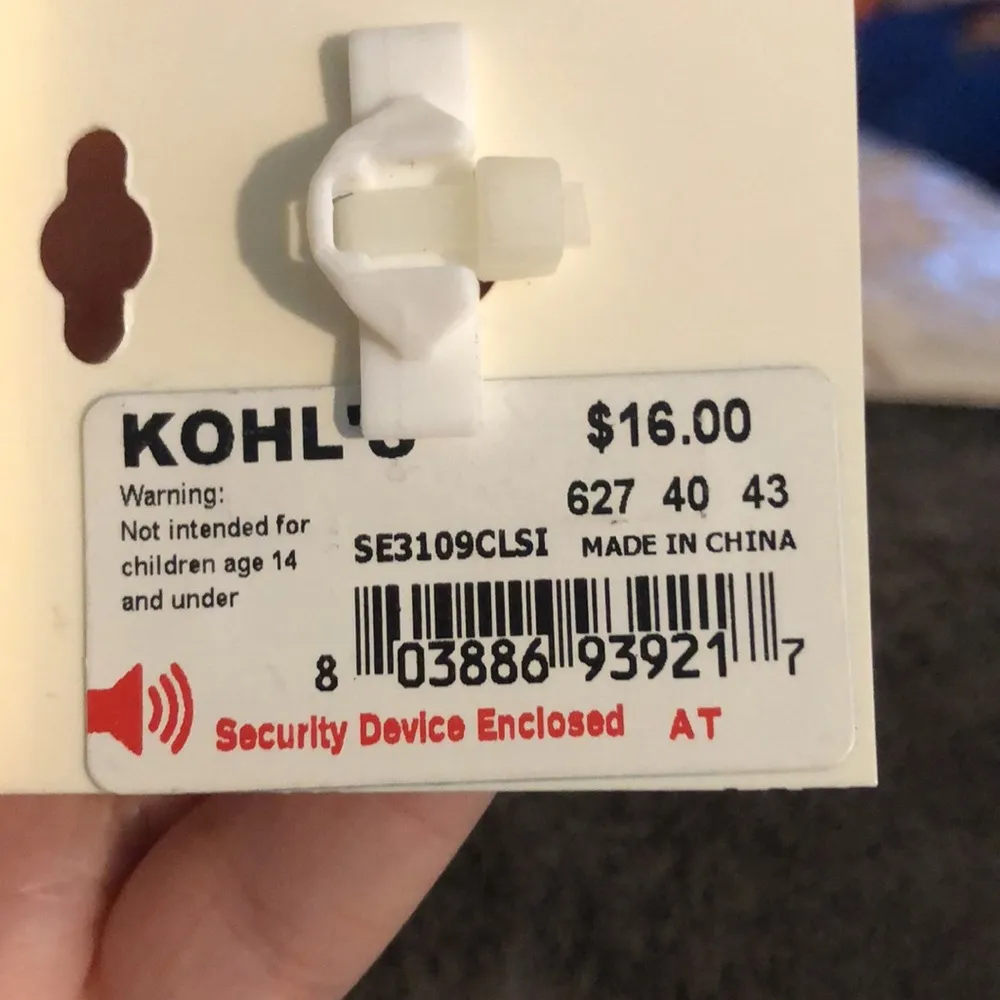 KOHL'S
$16.00
Warning:
Not intended for
children age 14
and under
627 40 43
SE3109CLSI MADE IN CHINA
8 03886 93921 7
Security Device Enclosed AT